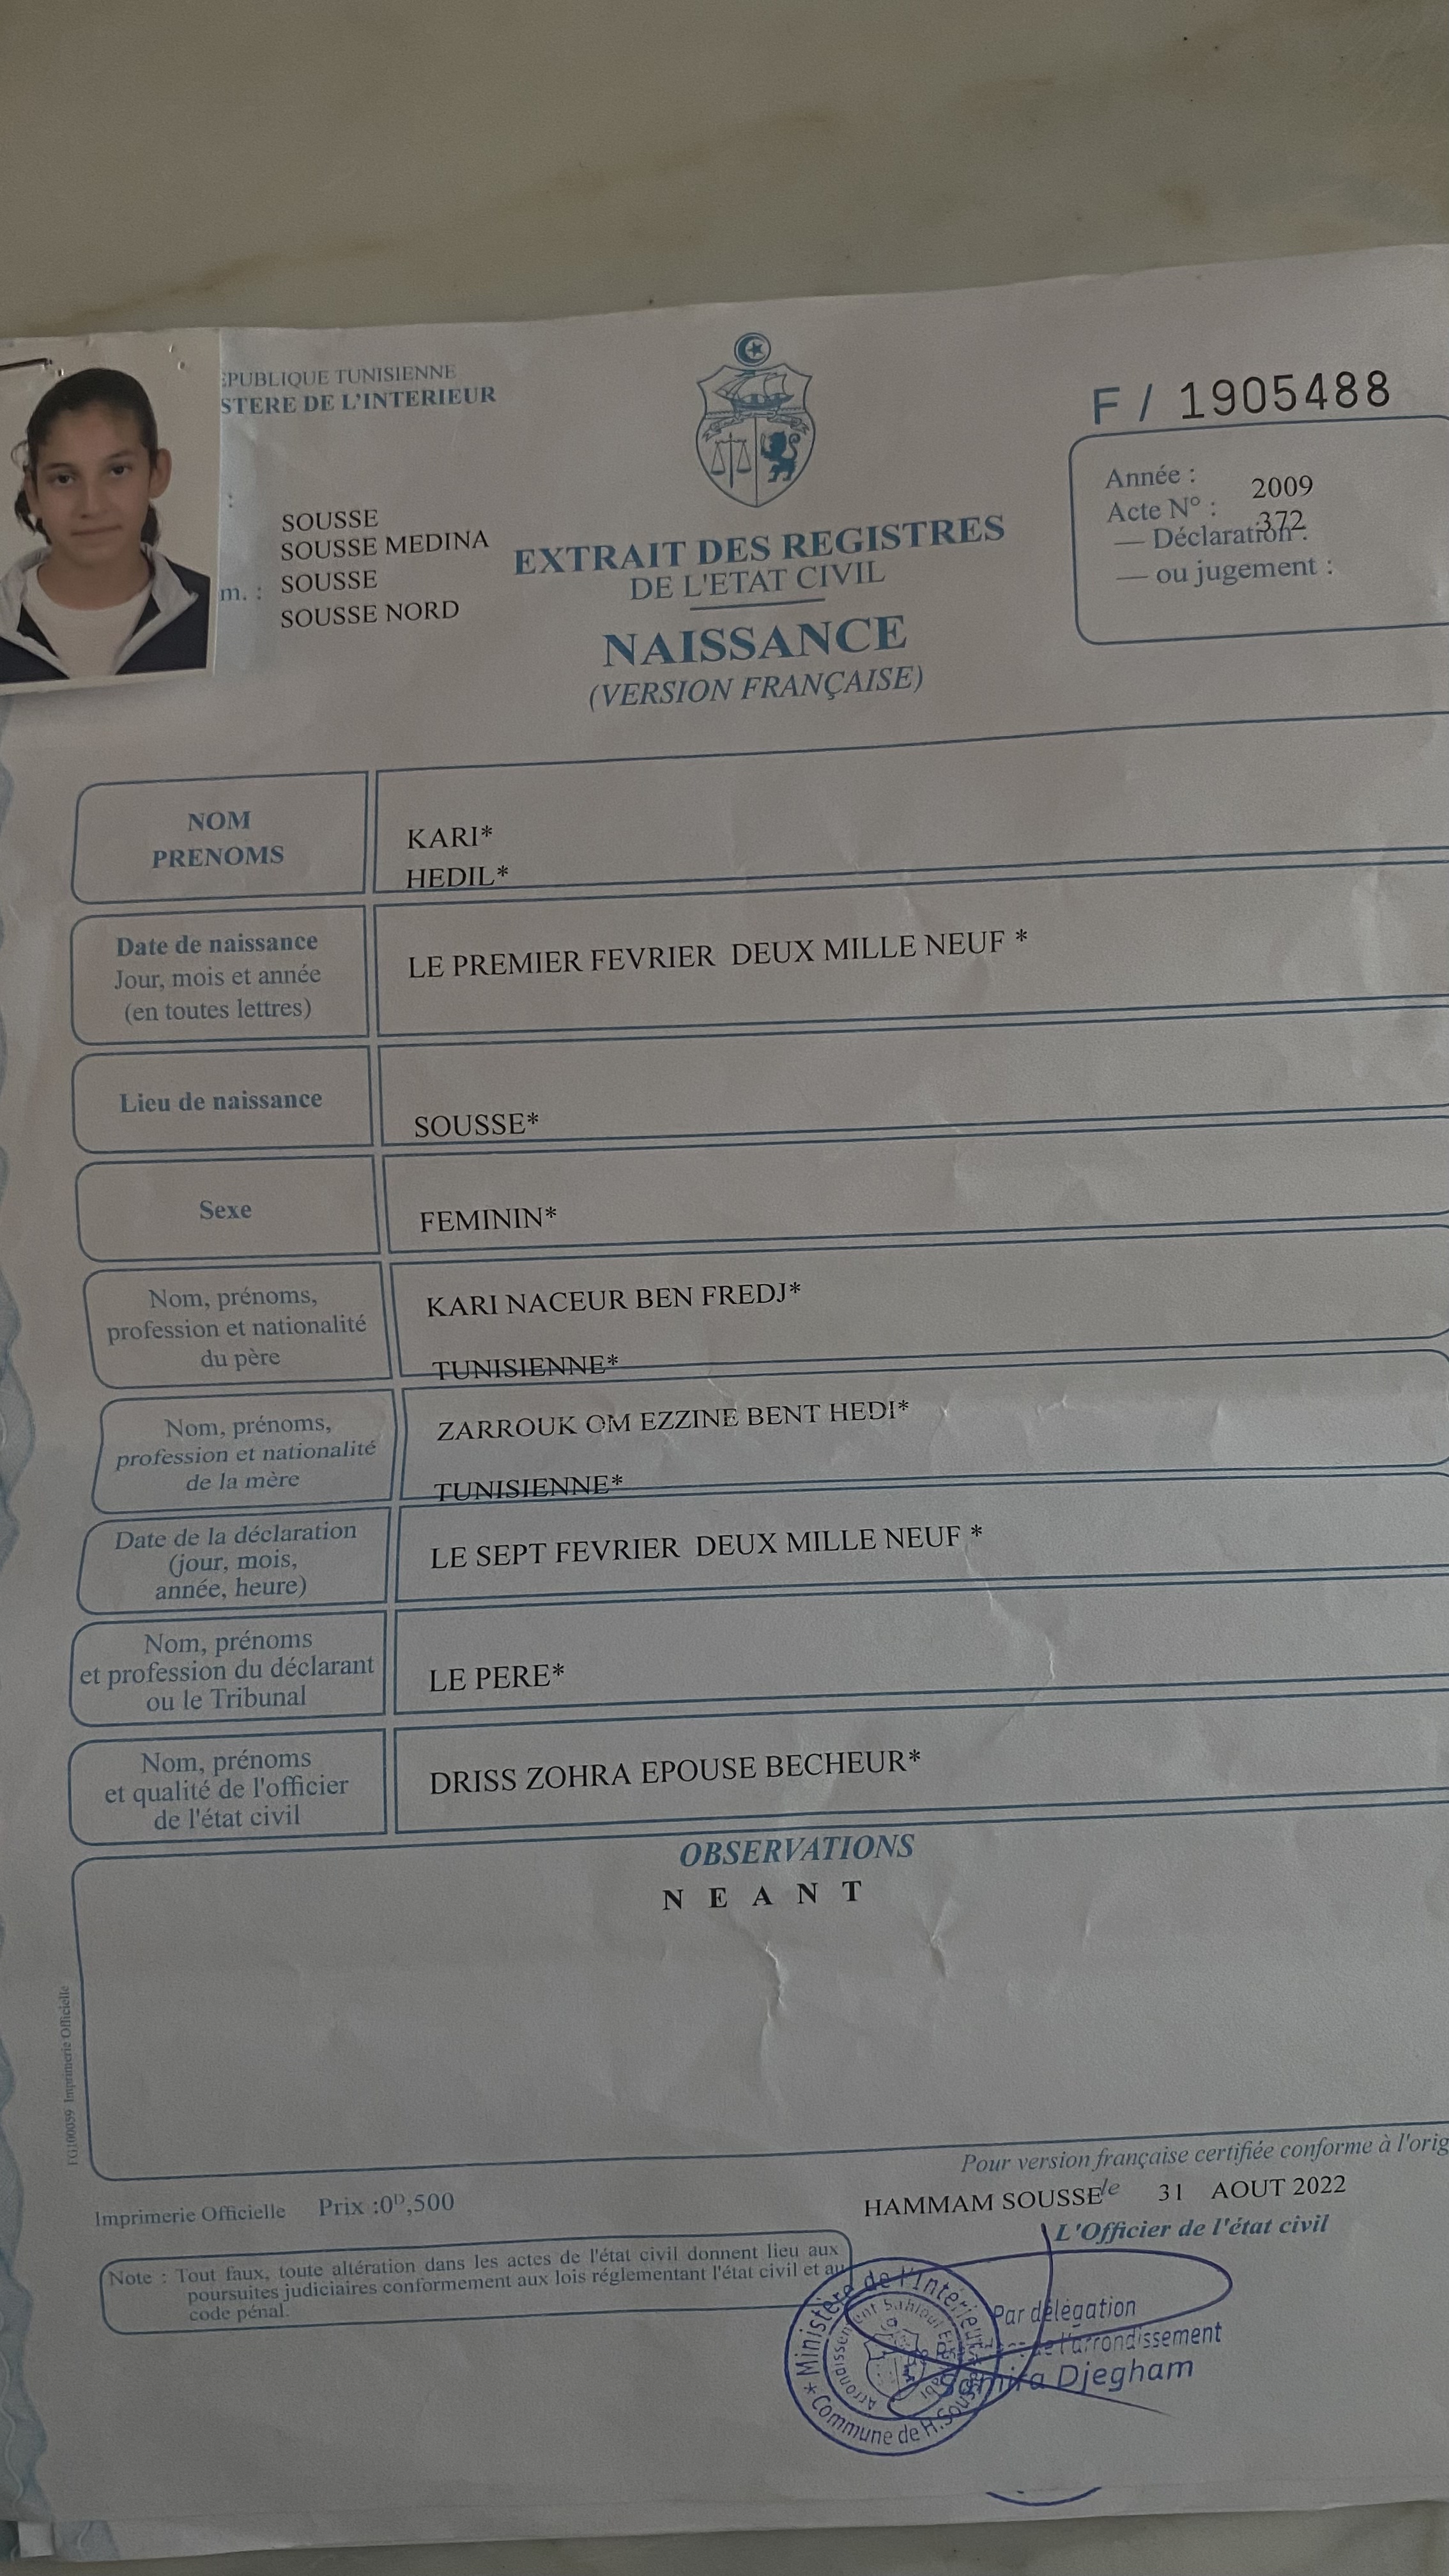 EPUBLIQUE TUNISIENNE
STERE DE L'INTERIEUR
F / 1905488
:
SOUSSE
SOUSSE MEDINA
m. : SOUSSE
SOUSSE NORD
EXTRAIT DES REGISTRES
DE L'ETAT CIVIL
NAISSANCE
(VERSION FRANÇAISE)
Année : 2009
Acte N° : 372
— Déclaration :
— ou jugement :
NOM
PRENOMS
KARI*
HEDIL*
Date de naissance
Jour, mois et année
(en toutes lettres)
LE PREMIER FEVRIER DEUX MILLE NEUF *
Lieu de naissance
SOUSSE*
Sexe
FEMININ*
Nom, prénoms,
profession et nationalité
du père
KARI NACEUR BEN FREDJ*
TUNISIENNE*
Nom, prénoms,
profession et nationalité
de la mère
ZARROUK OM EZZINE BENT HEDI*
TUNISIENNE*
Date de la déclaration
(jour, mois,
année, heure)
LE SEPT FEVRIER DEUX MILLE NEUF *
Nom, prénoms
et profession du déclarant
ou le Tribunal
LE PERE*
Nom, prénoms
et qualité de l'officier
de l'état civil
DRISS ZOHRA EPOUSE BECHEUR*
OBSERVATIONS
N E A N T
Imprimerie Officielle
Pour version française certifiée conforme à l'orig
Imprimerie Officielle Prix :0D,500
HAMMAM SOUSSE le 31 AOUT 2022
L'Officier de l'état civil
Note : Tout faux, toute altération dans les actes de l'état civil donnent lieu aux
poursuites judiciaires conformement aux lois réglementant l'état civil et au
code pénal.
Ministère de l'Intérieur
* Commune de H.Sousse
Arrondissement Sahloul
Par délégation
de l'arrondissement
Samira Djegham